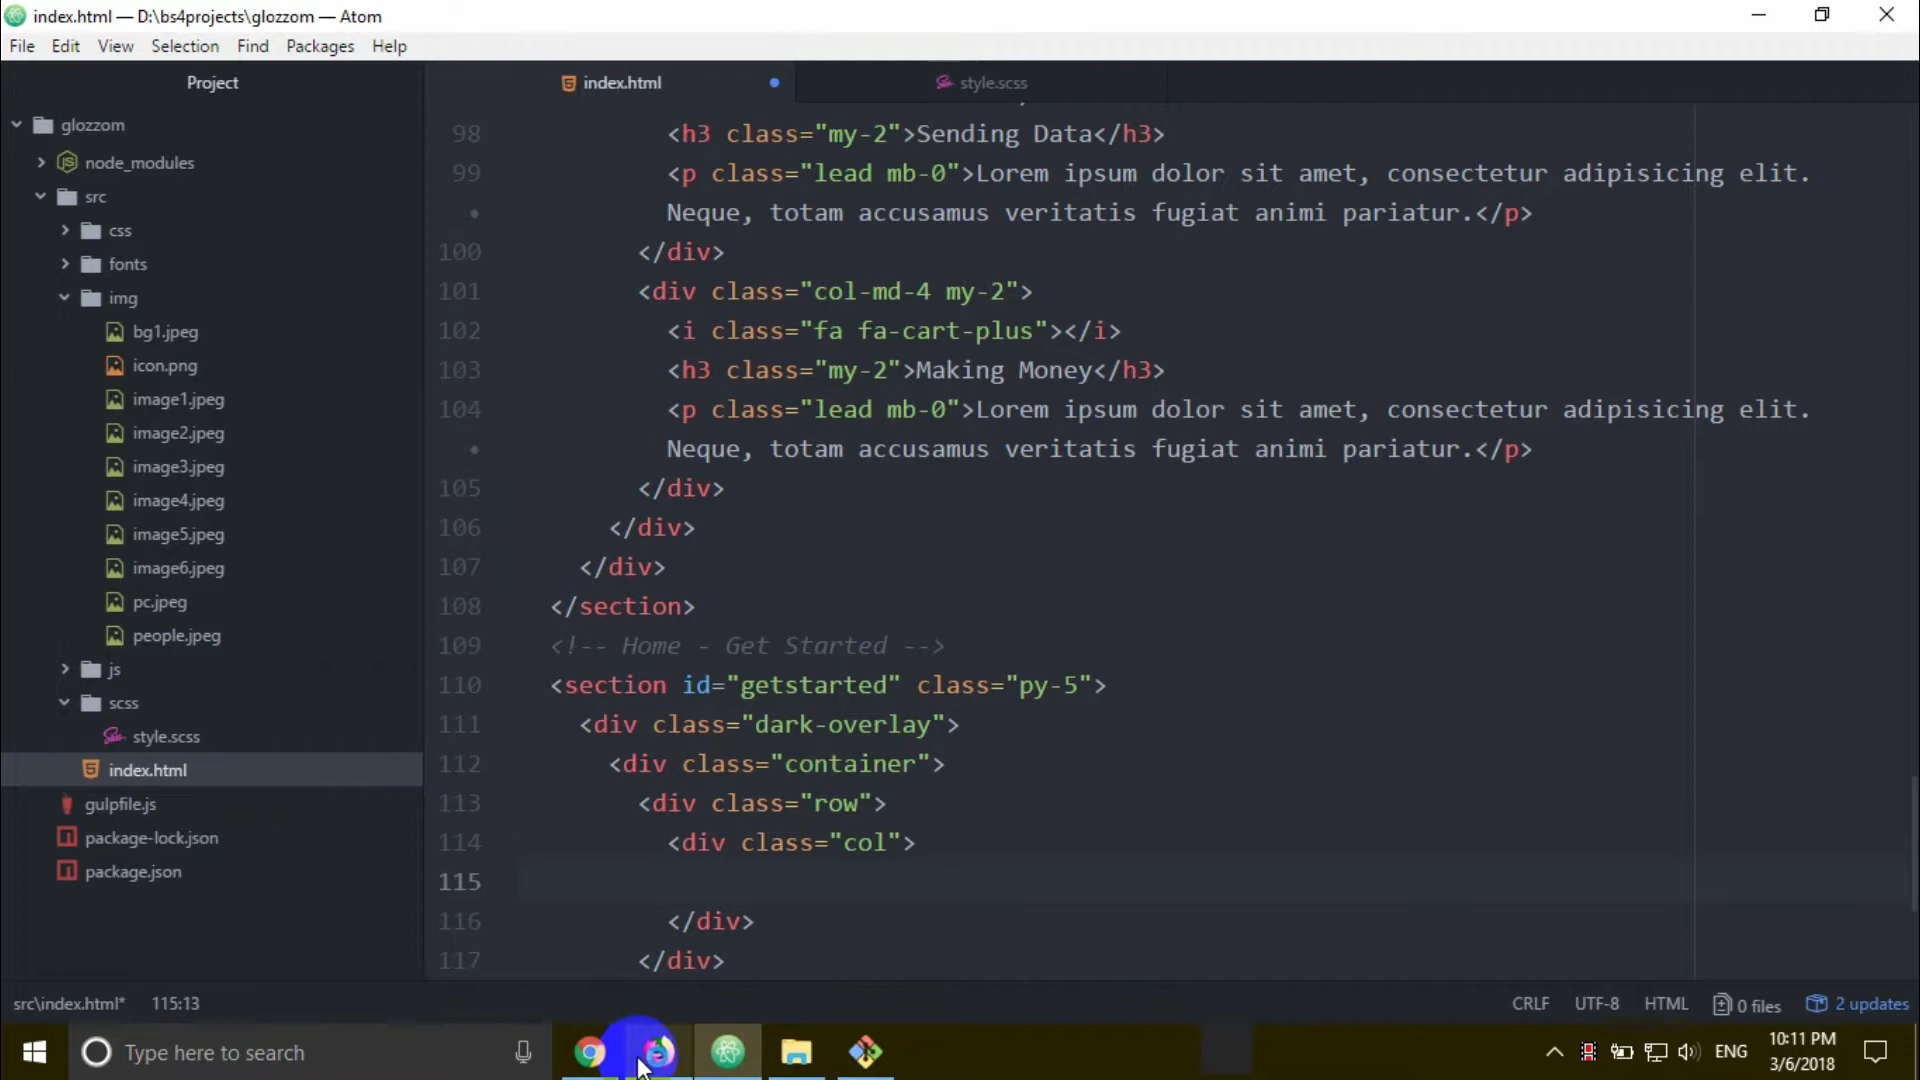 index.html — D:\bs4projects\glozzom — Atom
File Edit View Selection Find Packages Help
Project
glozzom
node_modules
src
css
fonts
img
bg1.jpeg
icon.png
image1.jpeg
image2.jpeg
image3.jpeg
image4.jpeg
image5.jpeg
image6.jpeg
pc.jpeg
people.jpeg
js
scss
style.scss
index.html
gulpfile.js
package-lock.json
package.json
index.html
style.scss
98 <h3 class="my-2">Sending Data</h3>
99 <p class="lead mb-0">Lorem ipsum dolor sit amet, consectetur adipisicing elit.
• Neque, totam accusamus veritatis fugiat animi pariatur.</p>
100 </div>
101 <div class="col-md-4 my-2">
102 <i class="fa fa-cart-plus"></i>
103 <h3 class="my-2">Making Money</h3>
104 <p class="lead mb-0">Lorem ipsum dolor sit amet, consectetur adipisicing elit.
• Neque, totam accusamus veritatis fugiat animi pariatur.</p>
105 </div>
106 </div>
107 </div>
108 </section>
109 <!-- Home - Get Started -->
110 <section id="getstarted" class="py-5">
111 <div class="dark-overlay">
112 <div class="container">
113 <div class="row">
114 <div class="col">
115
116 </div>
117 </div>
src\index.html* 115:13
CRLF UTF-8 HTML 0 files 2 updates
Type here to search
ENG
10:11 PM
3/6/2018